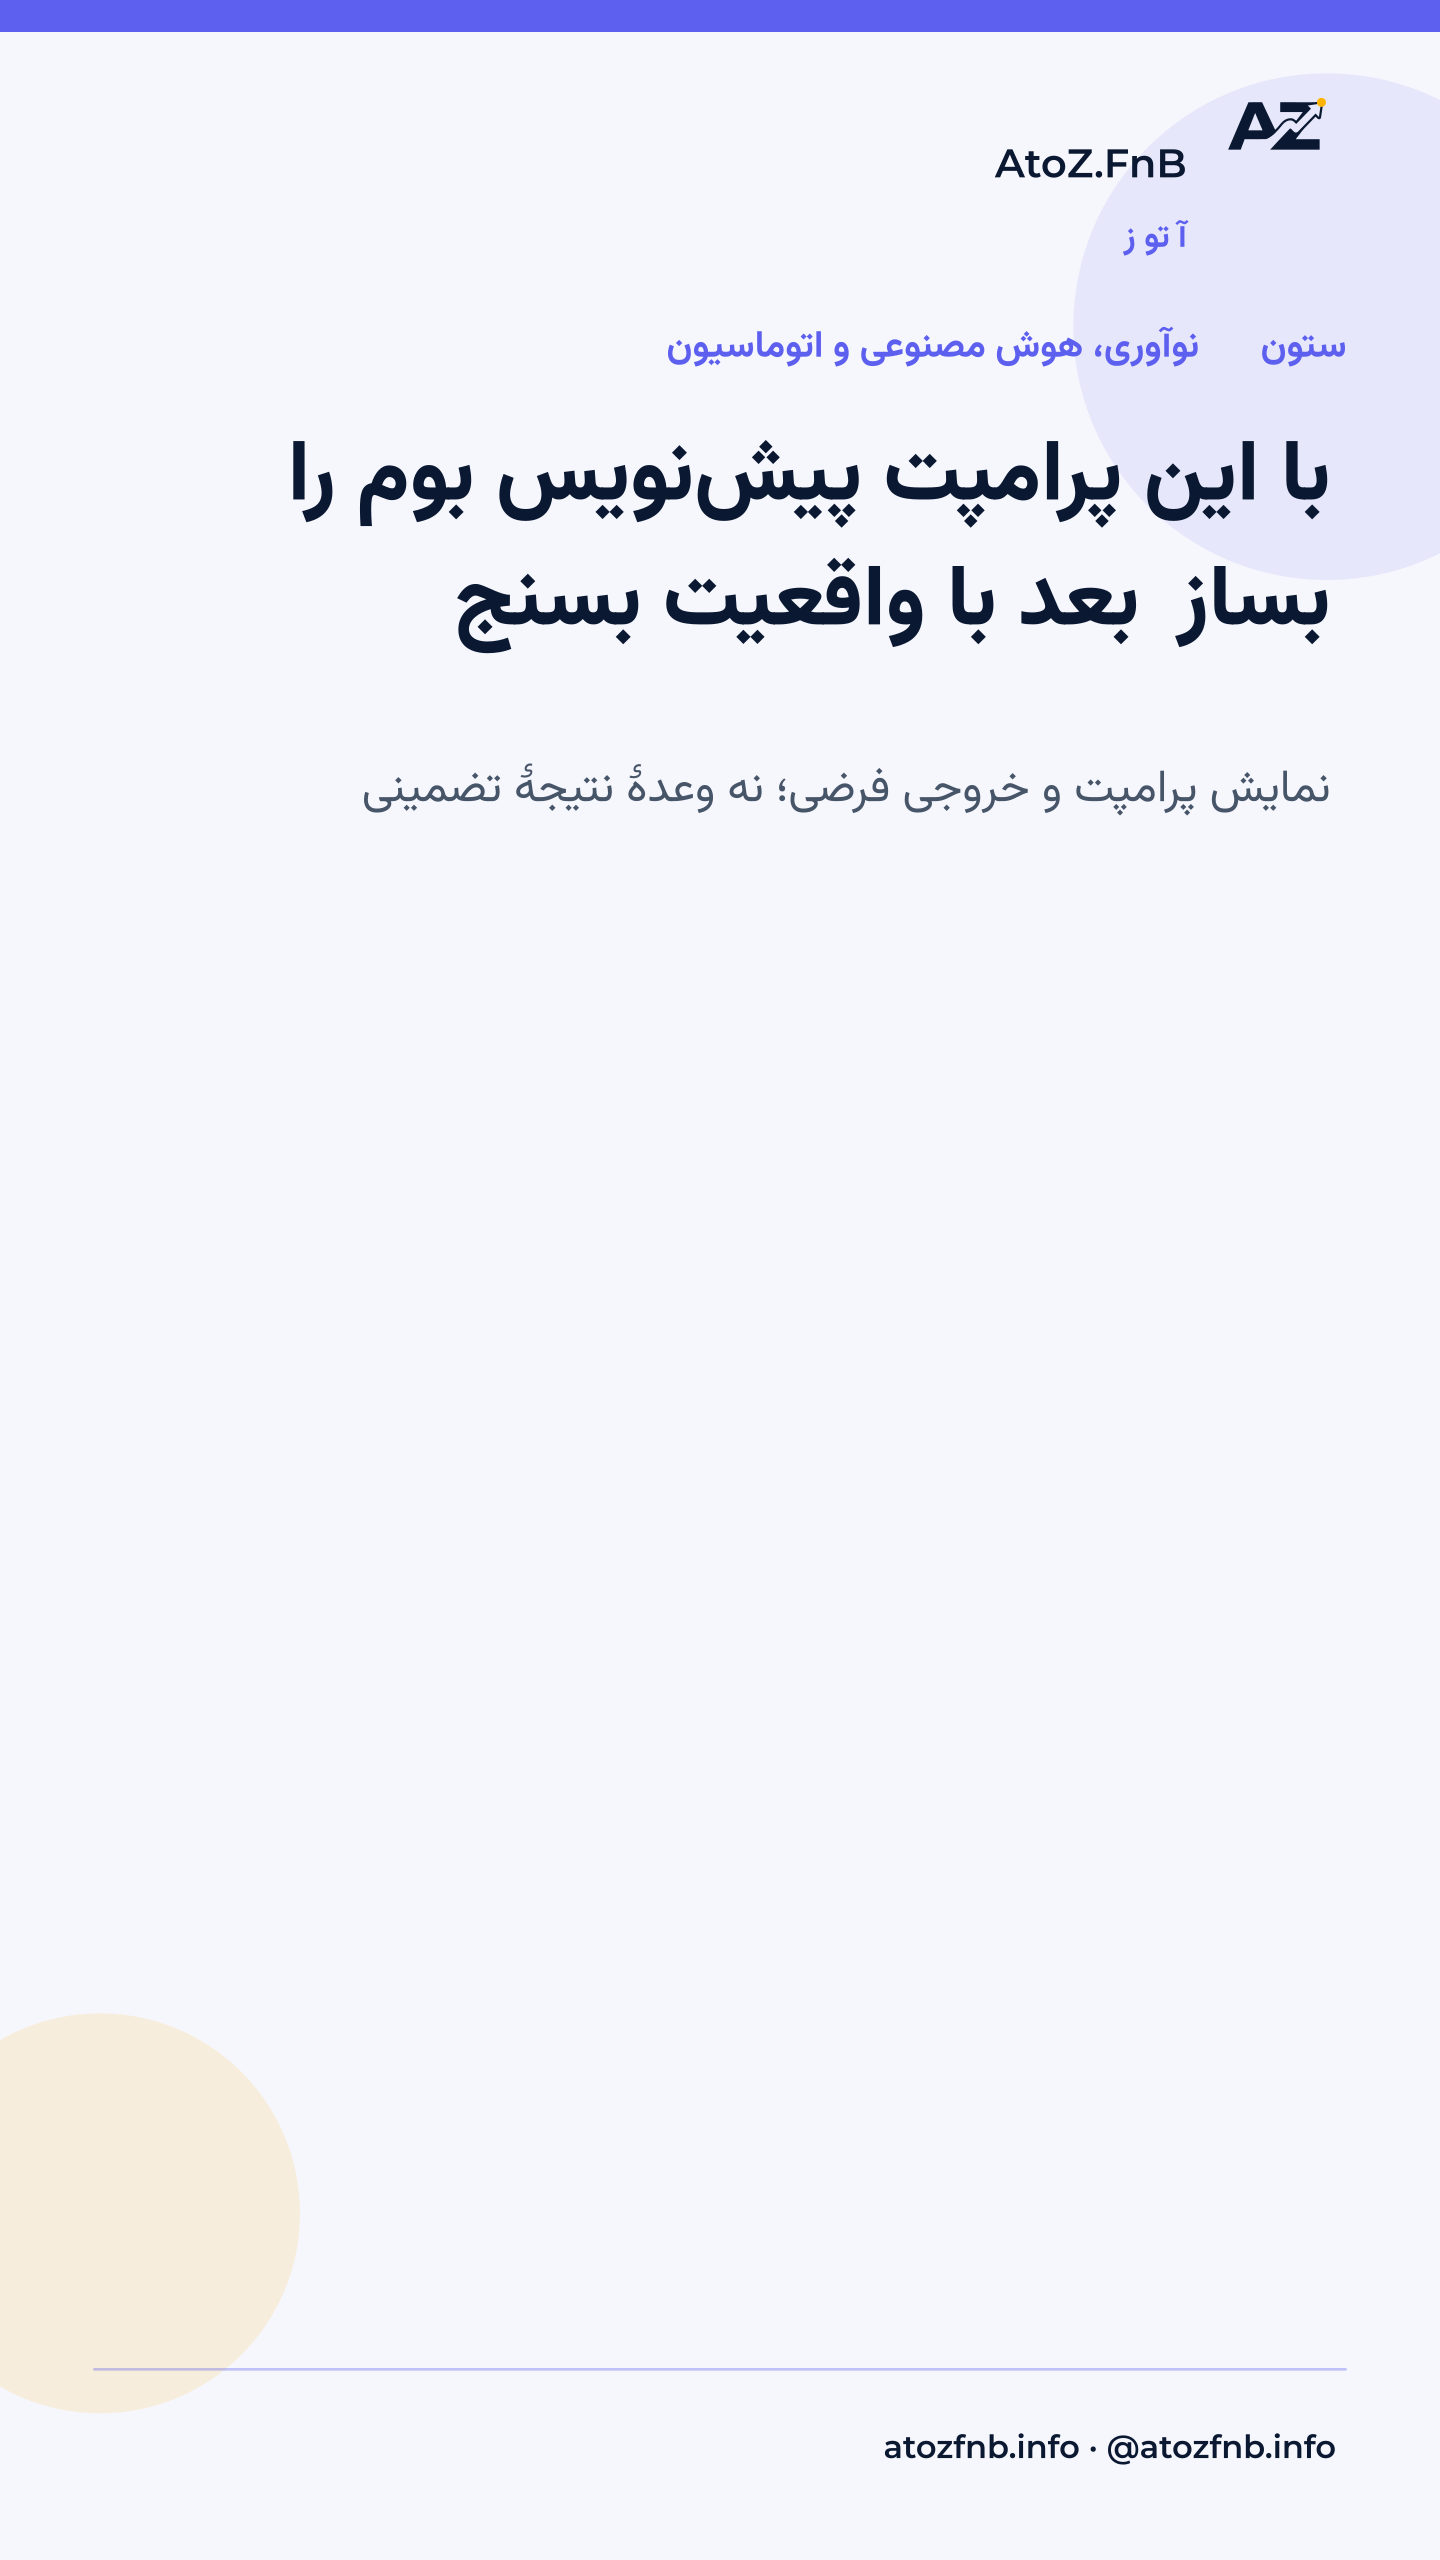 AZ
AtoZ.FnB
آ تو ز
ستون نوآوری، هوش مصنوعی و اتوماسیون
با این پرامپت پیش‌نویس بوم را
بساز بعد با واقعیت بسنج
نمایش پرامپت و خروجی فرضی؛ نه وعدهٔ نتیجهٔ تضمینی
atozfnb.info · @atozfnb.info